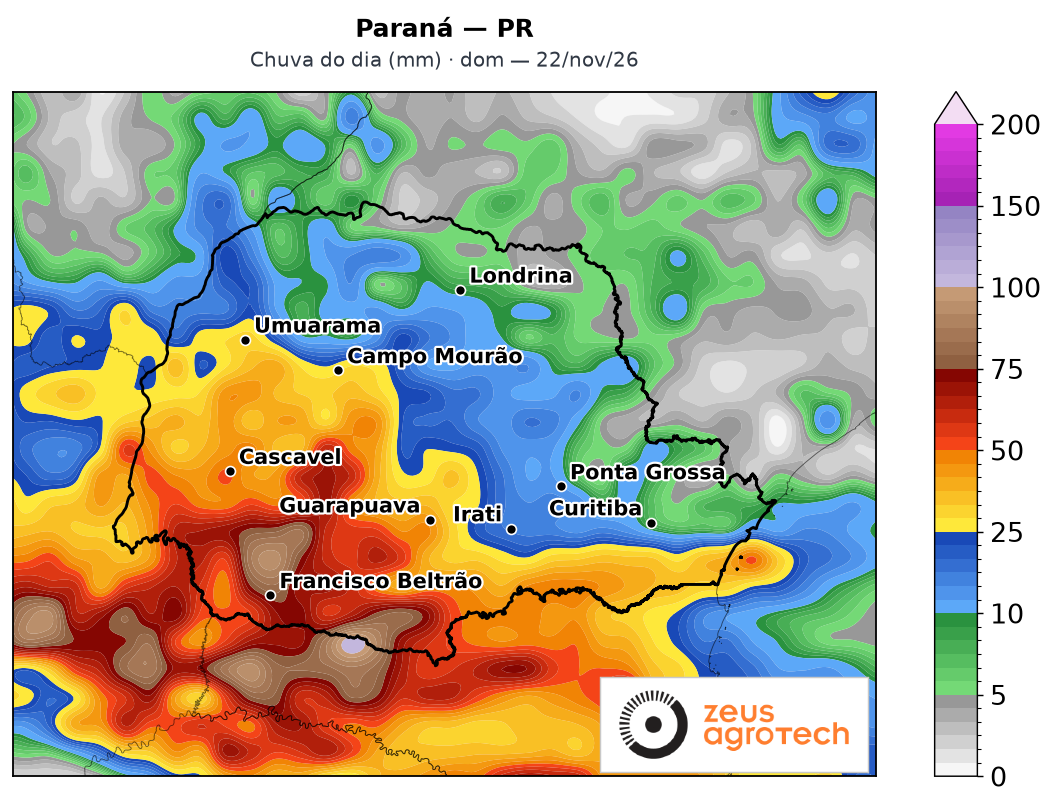 Paraná — PR
Chuva do dia (mm) · dom — 22/nov/26
Londrina
Umuarama
Campo Mourão
Cascavel
Ponta Grossa
Guarapuava
Irati
Curitiba
Francisco Beltrão
200
150
100
75
50
25
10
5
0
zeus
agrotech